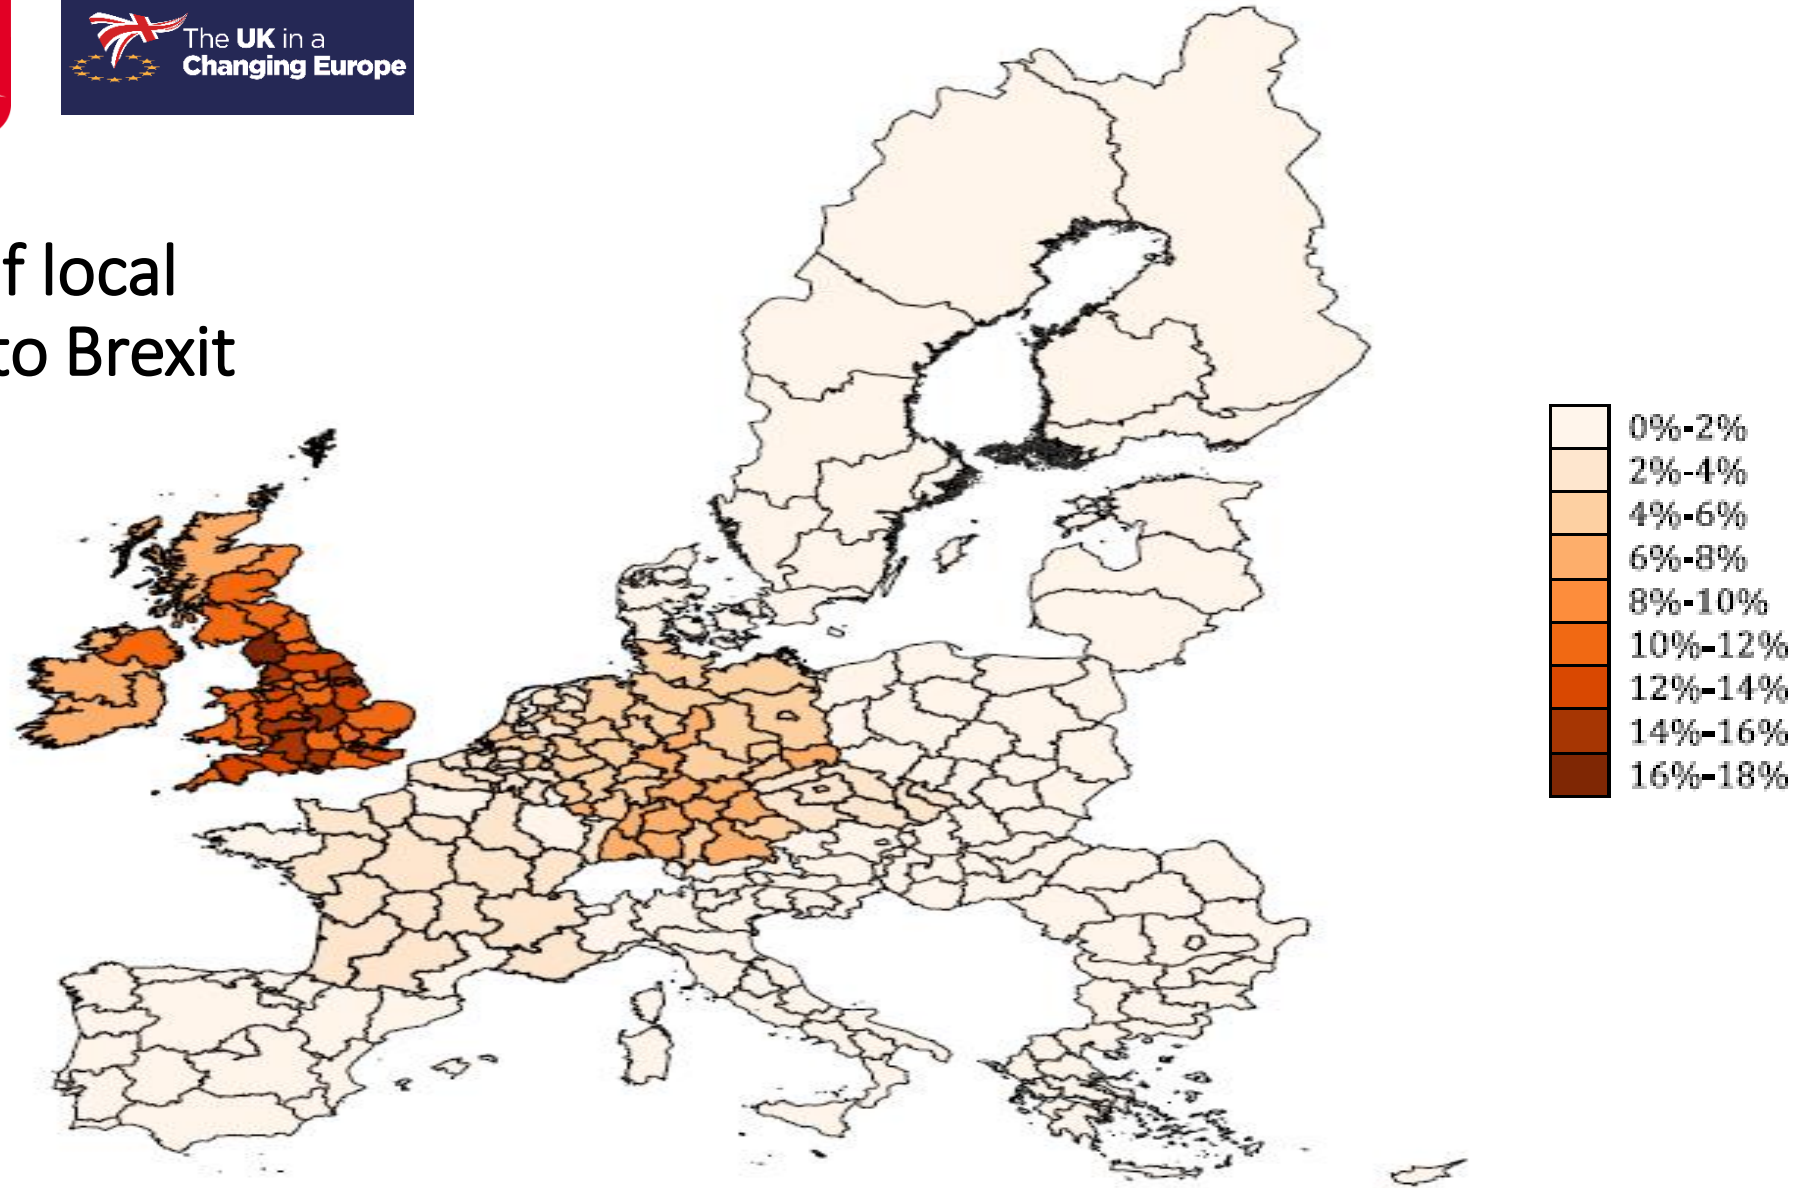 The UK in a
Changing Europe
f local
to Brexit
0%-2%
2%-4%
4%-6%
6%-8%
8%-10%
10%-12%
12%-14%
14%-16%
16%-18%